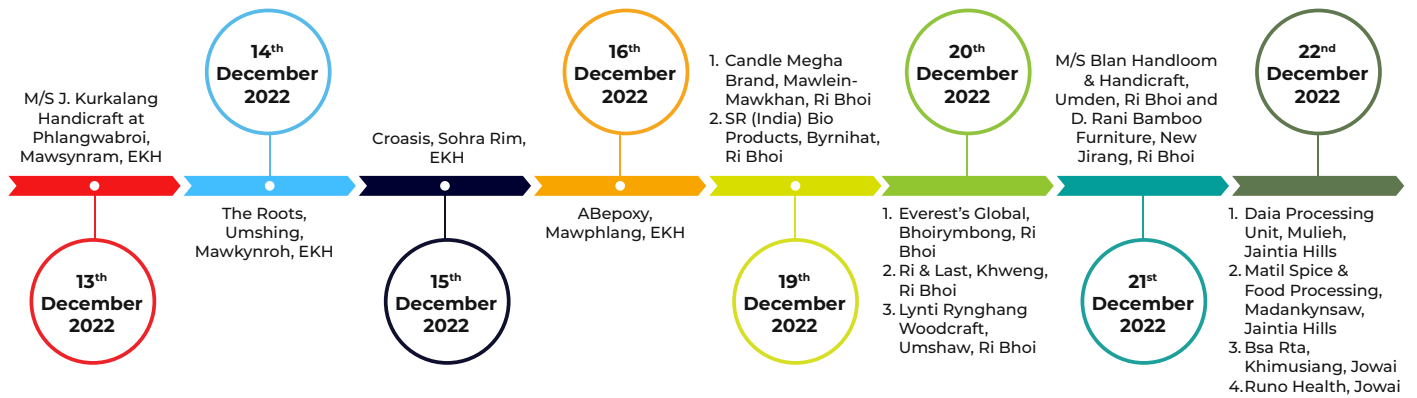 M/S J. Kurkalang
Handicraft at
Phlangwabroi,
Mawsynram, EKH
13th
December
2022
14th
December
2022
The Roots,
Umshing,
Mawkynroh, EKH
Croasis, Sohra Rim,
EKH
15th
December
2022
16th
December
2022
ABepoxy,
Mawphlang, EKH
1. Candle Megha
Brand, Mawlein-
Mawkhan, Ri Bhoi
2. SR (India) Bio
Products, Byrnihat,
Ri Bhoi
19th
December
2022
20th
December
2022
1. Everest’s Global,
Bhoirymbong, Ri
Bhoi
2. Ri & Last, Khweng,
Ri Bhoi
3. Lynti Rynghang
Woodcraft,
Umshaw, Ri Bhoi
M/S Blan Handloom
& Handicraft,
Umden, Ri Bhoi and
D. Rani Bamboo
Furniture, New
Jirang, Ri Bhoi
21st
December
2022
22nd
December
2022
1. Daia Processing
Unit, Mulieh,
Jaintia Hills
2. Matil Spice &
Food Processing,
Madankynsaw,
Jaintia Hills
3. Bsa Rta,
Khimusiang, Jowai
4.Runo Health, Jowai